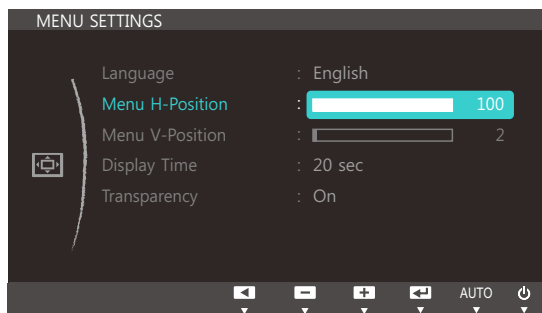 MENU SETTINGS
Language : English
Menu H-Position : 100
Menu V-Position : 2
Display Time : 20 sec
Transparency : On
AUTO